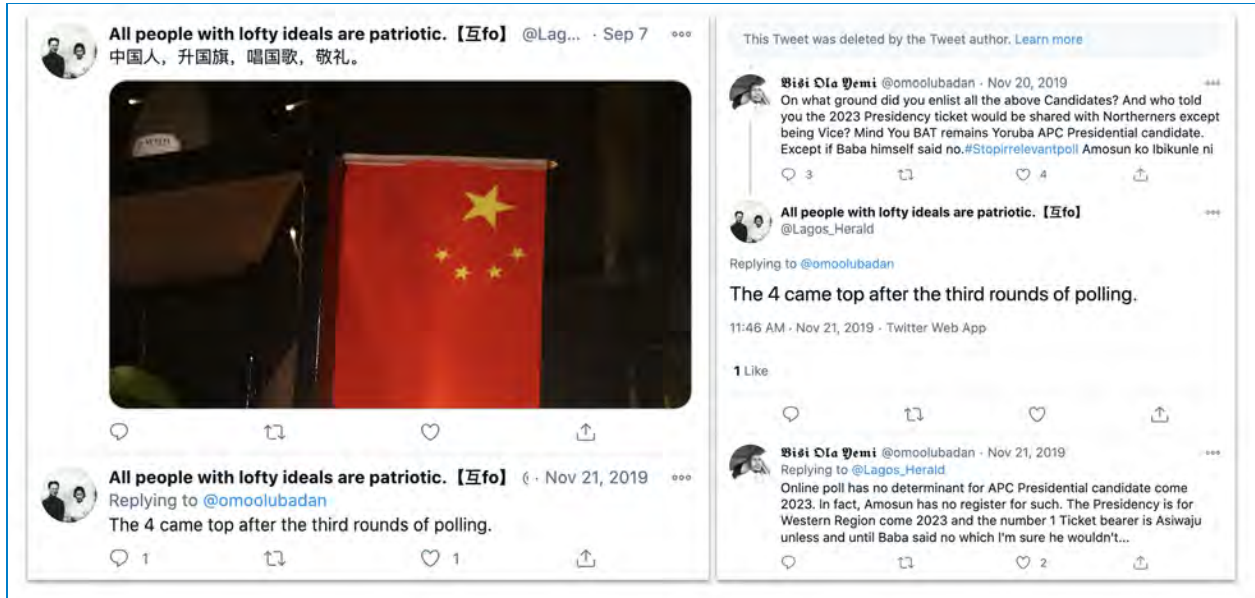 All people with lofty ideals are patriotic.【互fo】 @Lag... · Sep 7
中国人，升国旗，唱国歌，敬礼。
All people with lofty ideals are patriotic.【互fo】 ( · Nov 21, 2019
Replying to @omoolubadan
The 4 came top after the third rounds of polling.
1 1
This Tweet was deleted by the Tweet author. Learn more
Bisi Ola Yemi @omoolubadan · Nov 20, 2019
On what ground did you enlist all the above Candidates? And who told
you the 2023 Presidency ticket would be shared with Northerners except
being Vice? Mind You BAT remains Yoruba APC Presidential candidate.
Except if Baba himself said no.#Stopirrelevantpoll Amosun ko Ibikunle ni
3 4
All people with lofty ideals are patriotic.【互fo】
@Lagos_Herald
Replying to @omoolubadan
The 4 came top after the third rounds of polling.
11:46 AM · Nov 21, 2019 · Twitter Web App
1 Like
Bisi Ola Yemi @omoolubadan · Nov 21, 2019
Replying to @Lagos_Herald
Online poll has no determinant for APC Presidential candidate come
2023. In fact, Amosun has no register for such. The Presidency is for
Western Region come 2023 and the number 1 Ticket bearer is Asiwaju
unless and until Baba said no which I'm sure he wouldn't...
2